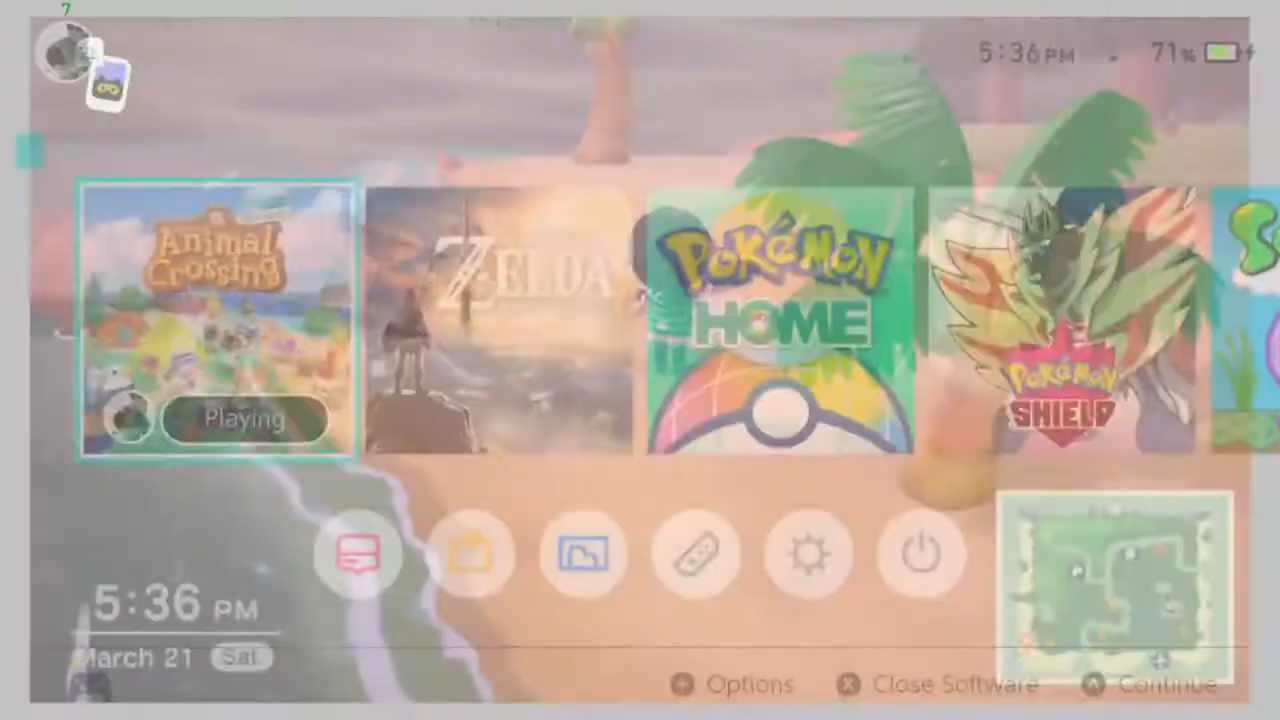 7
5:36 PM 71%
Animal
Crossing
ZELDA
POKéMON
HOME
POKéMON
SHIELD
Playing
5:36 PM
March 21 Sat
+ Options X Close Software A Continue